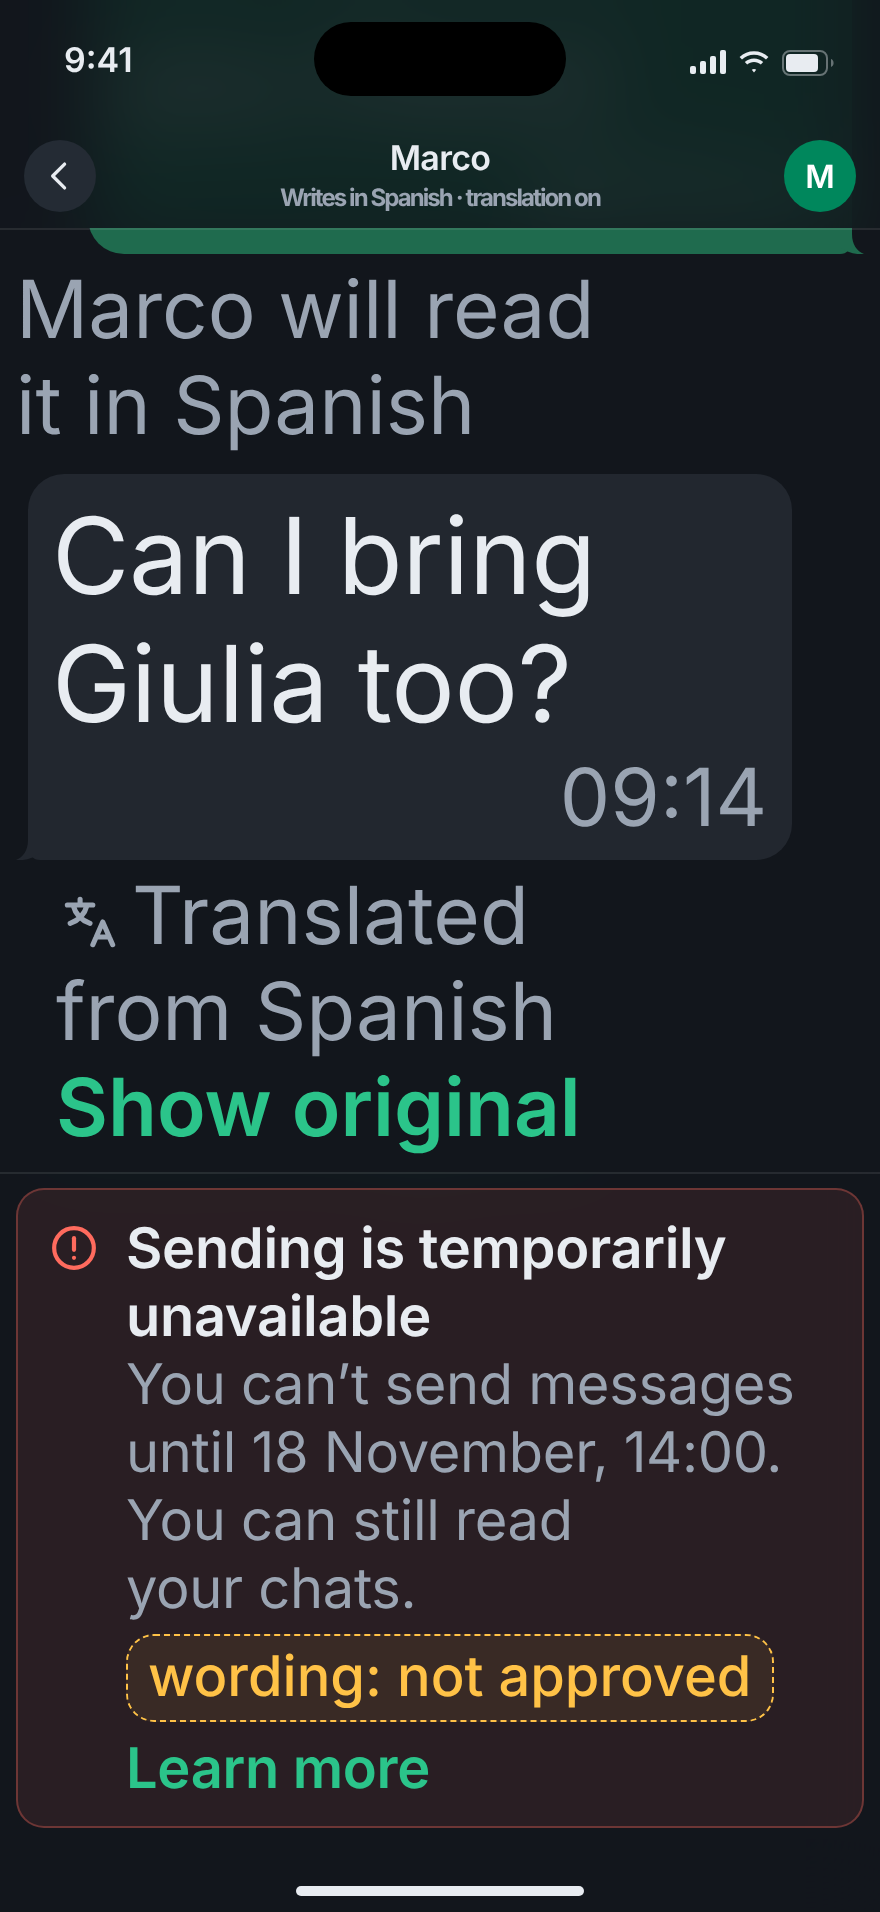 9:41
Marco
Writes in Spanish · translation on
M
Marco will read
it in Spanish
Can I bring
Giulia too?
09:14
Translated
from Spanish
Show original
Sending is temporarily
unavailable
You can’t send messages
until 18 November, 14:00.
You can still read
your chats.
wording: not approved
Learn more